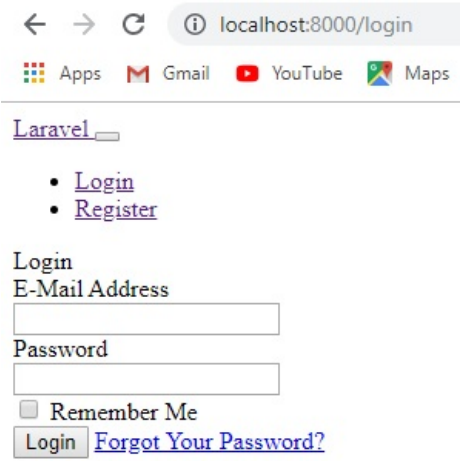 localhost:8000/login
Apps Gmail YouTube Maps
Laravel
Login
Register
Login
E-Mail Address
Password
Remember Me
Login Forgot Your Password?